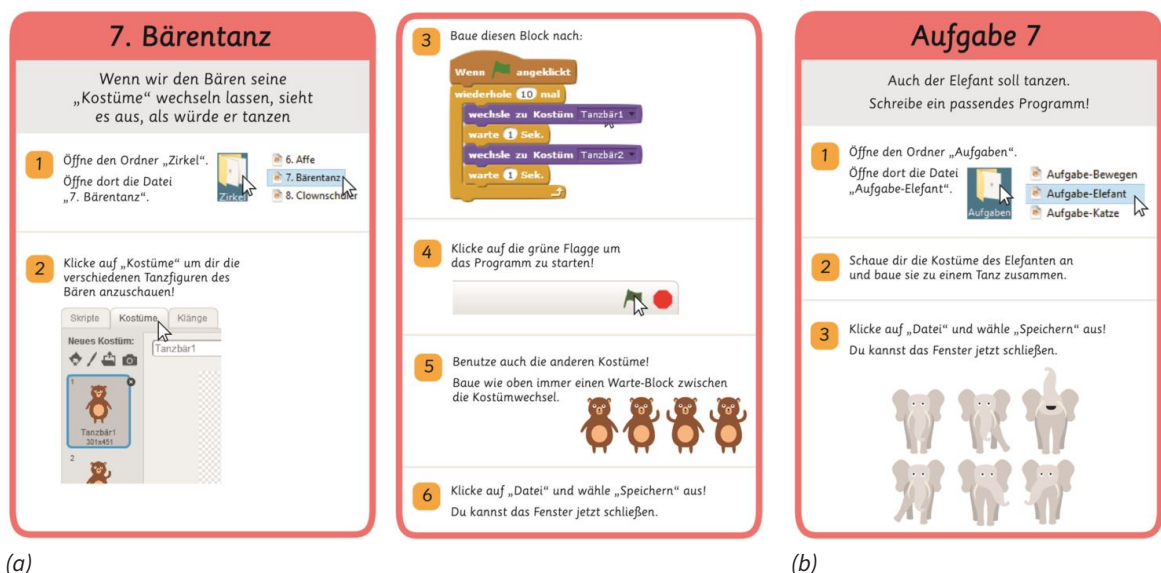 7. Bärentanz
Wenn wir den Bären seine
„Kostüme“ wechseln lassen, sieht
es aus, als würde er tanzen
1
Öffne den Ordner „Zirkel“.
Öffne dort die Datei
„7. Bärentanz“.
Zirkel
6. Affe
7. Bärentanz
8. Clownschüler
2
Klicke auf „Kostüme“ um dir die
verschiedenen Tanzfiguren des
Bären anzuschauen!
Skripte Kostüme Klänge
Neues Kostüm:
Tanzbär1
1
Tanzbär1
301x451
2
3
Baue diesen Block nach:
Wenn angeklickt
wiederhole 10 mal
wechsle zu Kostüm Tanzbär1
warte 1 Sek.
wechsle zu Kostüm Tanzbär2
warte 1 Sek.
4
Klicke auf die grüne Flagge um
das Programm zu starten!
5
Benutze auch die anderen Kostüme!
Baue wie oben immer einen Warte-Block zwischen
die Kostümwechsel.
6
Klicke auf „Datei“ und wähle „Speichern“ aus!
Du kannst das Fenster jetzt schließen.
(a)
Aufgabe 7
Auch der Elefant soll tanzen.
Schreibe ein passendes Programm!
1
Öffne den Ordner „Aufgaben“.
Öffne dort die Datei
„Aufgabe-Elefant“.
Aufgaben
Aufgabe-Bewegen
Aufgabe-Elefant
Aufgabe-Katze
2
Schaue dir die Kostüme des Elefanten an
und baue sie zu einem Tanz zusammen.
3
Klicke auf „Datei“ und wähle „Speichern“ aus!
Du kannst das Fenster jetzt schließen.
(b)